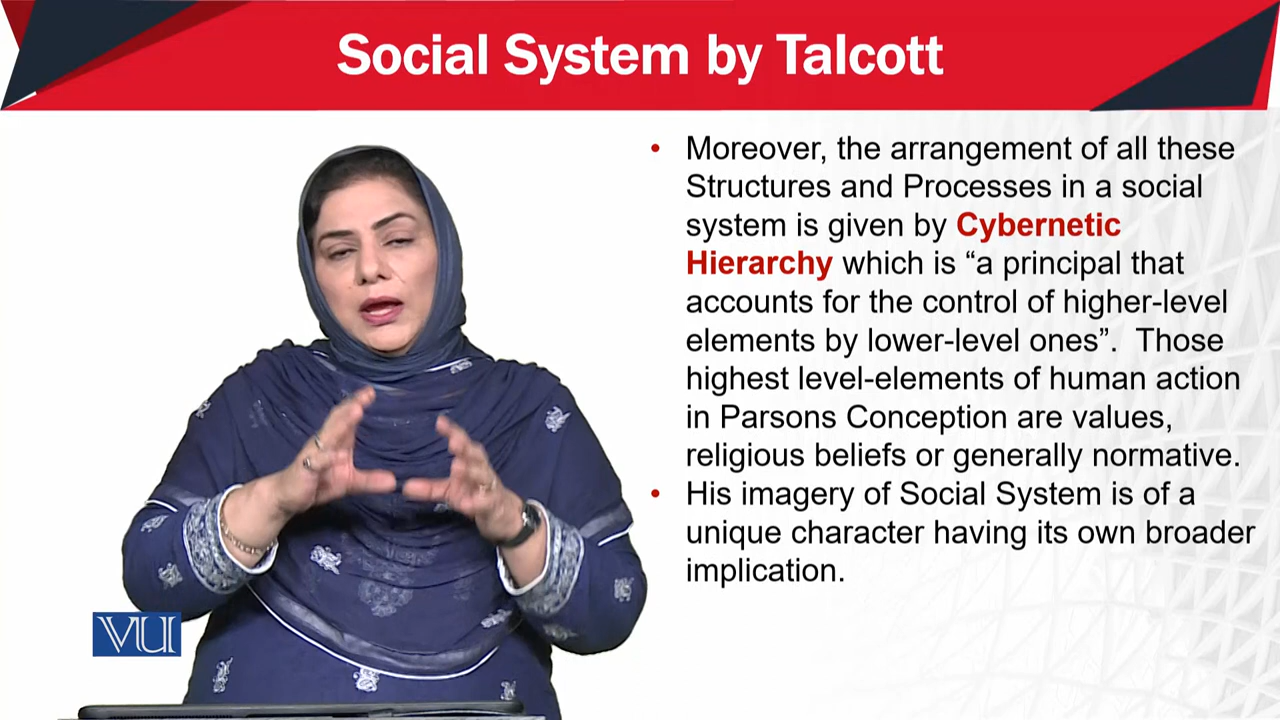 Social System by Talcott
• Moreover, the arrangement of all these
Structures and Processes in a social
system is given by Cybernetic
Hierarchy which is “a principal that
accounts for the control of higher-level
elements by lower-level ones”.  Those
highest level-elements of human action
in Parsons Conception are values,
religious beliefs or generally normative.
• His imagery of Social System is of a
unique character having its own broader
implication.
VU